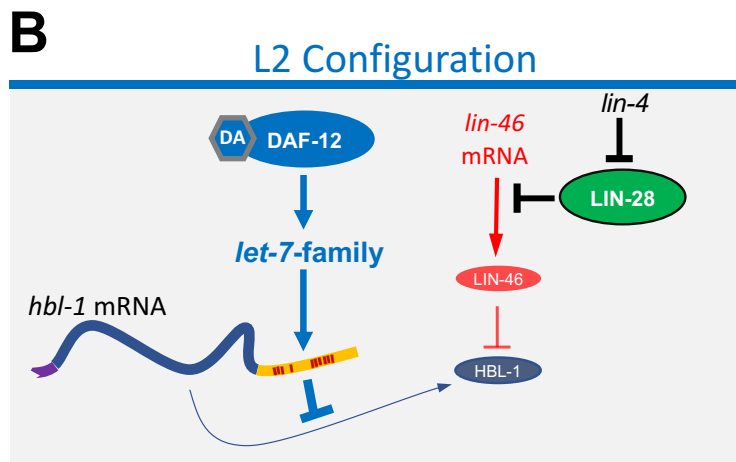 B
L2 Configuration
lin-4
lin-46
mRNA
DA
DAF-12
LIN-28
let-7-family
LIN-46
hbl-1 mRNA
HBL-1